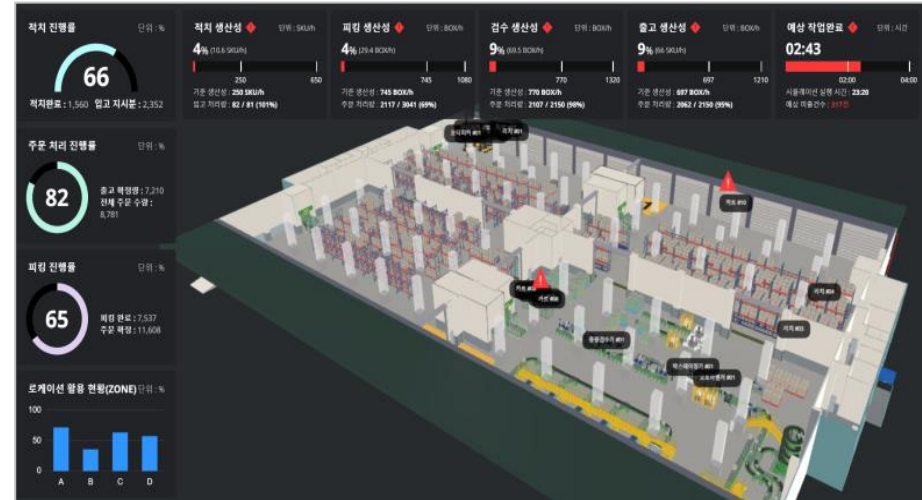 적치 진행률 단위 : %
66
적치완료 : 1,560 입고 지시분 : 2,352
적치 생산성 단위 : SKU/h
4% (10.6 SKU/h)
250 650
기준 생산성 : 250 SKU/h
입고 처리량 : 82 / 81 (101%)
피킹 생산성 단위 : BOX/h
4% (29.4 BOX/h)
745 1080
기준 생산성 : 745 BOX/h
주문 처리량 : 2117 / 3041 (69%)
검수 생산성 단위 : BOX/h
9% (69.5 BOX/h)
770 1320
기준 생산성 : 770 BOX/h
주문 처리량 : 2107 / 2150 (98%)
출고 생산성 단위 : BOX/h
9% (66 SKU/h)
697 1210
기준 생산성 : 697 BOX/h
주문 처리량 : 2062 / 2150 (95%)
예상 작업완료 단위 : 시간
02:43
02:00 04:00
시뮬레이션 실행 시간 : 23:20
예상 미출건수 : 317건
주문 처리 진행률 단위 : %
82
출고 확정량 : 7,210
전체 주문 수량 :
8,781
피킹 진행률 단위 : %
65
피킹 완료 : 7,537
주문 확정 : 11,608
로케이션 활용 현황(ZONE) 단위 : %
100
50
0
A B C D
리치 #01
카트 #10
리치 #04
리치 #03